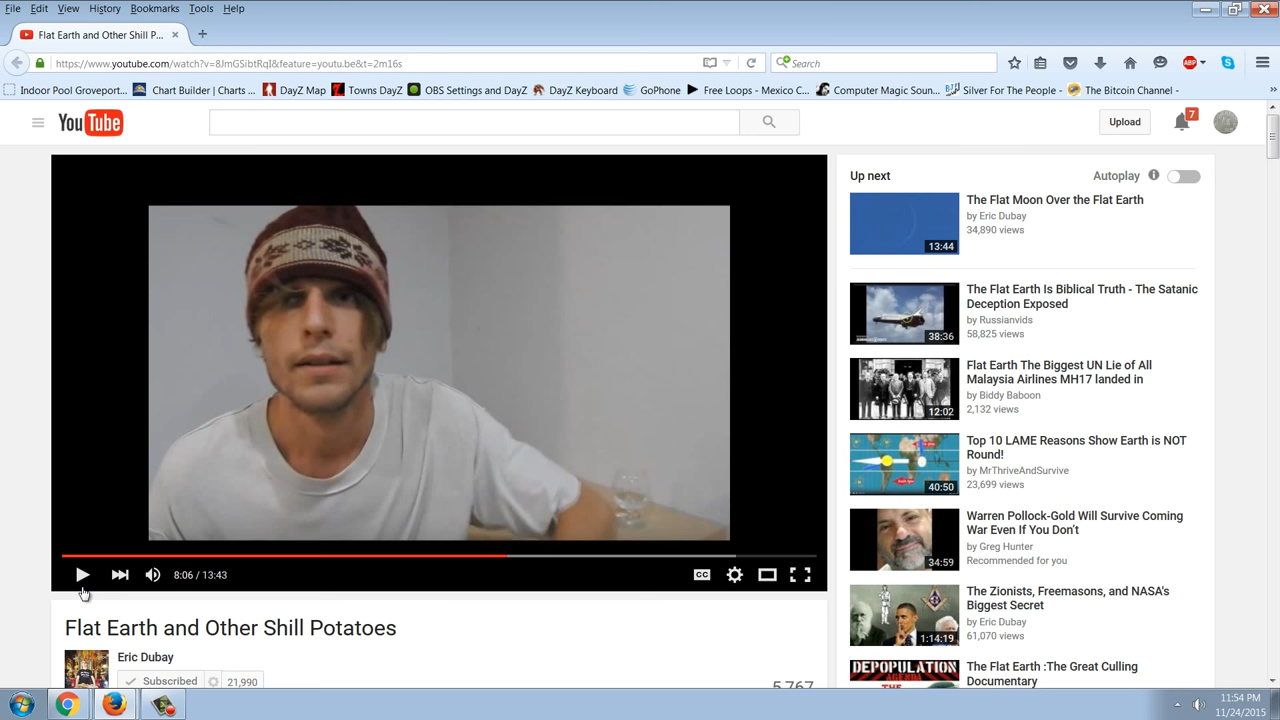 File Edit View History Bookmarks Tools Help
Flat Earth and Other Shill P...
https://www.youtube.com/watch?v=8JmGSibtRqI&feature=youtu.be&t=2m16s
Search
ABP
Indoor Pool Groveport... Chart Builder | Charts ... DayZ Map Towns DayZ OBS Settings and DayZ DayZ Keyboard GoPhone Free Loops - Mexico C... Computer Magic Soun... Silver For The People - The Bitcoin Channel -
YouTube
Upload
7
Up next
Autoplay
The Flat Moon Over the Flat Earth
by Eric Dubay
34,890 views
13:44
The Flat Earth Is Biblical Truth - The Satanic
Deception Exposed
by Russianvids
58,825 views
38:36
Flat Earth The Biggest UN Lie of All
Malaysia Airlines MH17 landed in
by Biddy Baboon
2,132 views
12:02
Top 10 LAME Reasons Show Earth is NOT
Round!
by MrThriveAndSurvive
23,699 views
40:50
Warren Pollock-Gold Will Survive Coming
War Even If You Don't
by Greg Hunter
Recommended for you
34:59
The Zionists, Freemasons, and NASA's
Biggest Secret
by Eric Dubay
61,070 views
1:14:19
The Flat Earth :The Great Culling
Documentary
DEPOPULATION
AGENDA
THE
8:06 / 13:43
CC
Flat Earth and Other Shill Potatoes
Eric Dubay
Subscribed 21,990
5,767
11:54 PM
11/24/2015